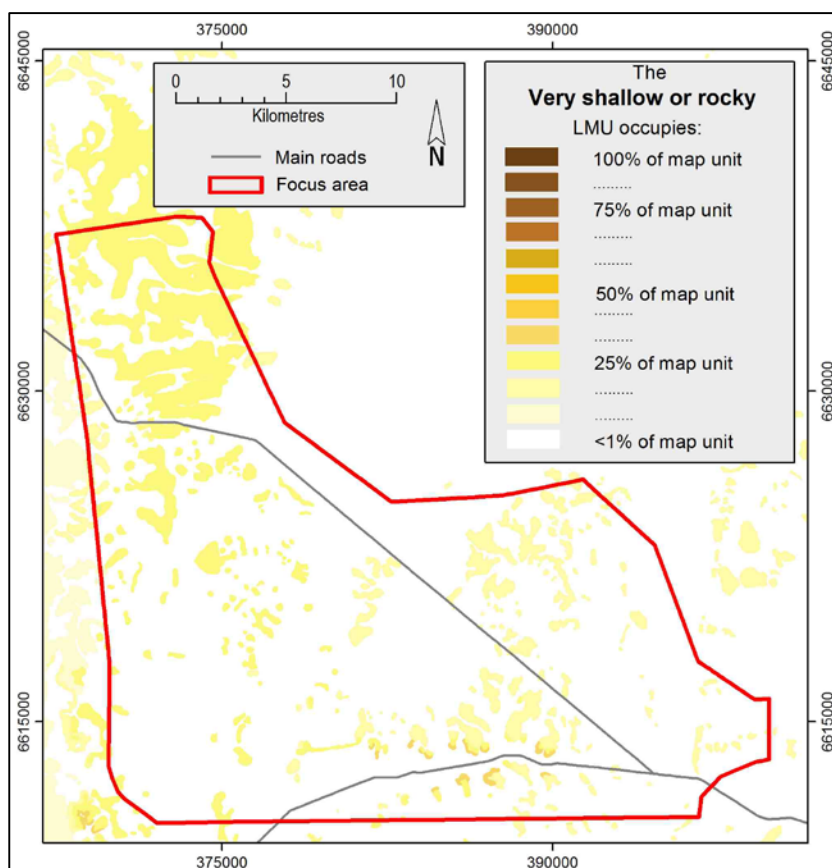 375000
390000
6645000
6645000
0
5
10
Kilometres
N
Main roads
Focus area
The
Very shallow or rocky
LMU occupies:
100% of map unit
.........
75% of map unit
.........
.........
50% of map unit
.........
.........
25% of map unit
.........
.........
<1% of map unit
6630000
6630000
6615000
6615000
375000
390000